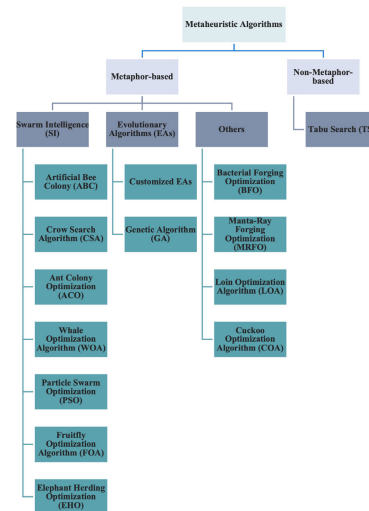 Metaheuristic Algorithms
Metaphor-based
Non-Metaphor-
based
Swarm Intelligence
(SI)
Evolutionary
Algorithms (EAs)
Others
Tabu Search (TS
Artificial Bee
Colony (ABC)
Crow Search
Algorithm (CSA)
Ant Colony
Optimization
(ACO)
Whale
Optimization
Algorithm (WOA)
Particle Swarm
Optimization
(PSO)
Fruitfly
Optimization
Algorithm (FOA)
Elephant Herding
Optimization
(EHO)
Customized EAs
Genetic Algorithm
(GA)
Bacterial Forging
Optimization
(BFO)
Manta-Ray
Forging
Optimization
(MRFO)
Loin Optimization
Algorithm (LOA)
Cuckoo
Optimization
Algorithm (COA)